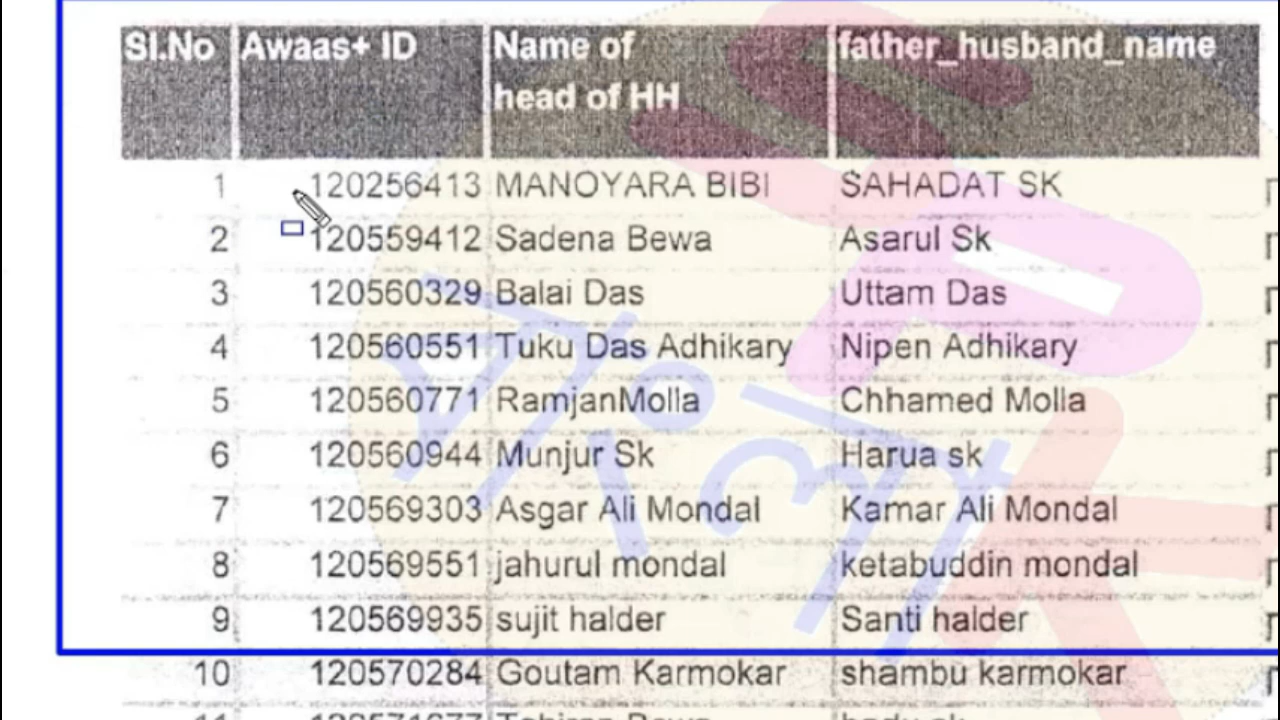 Sl.No Awaas+ ID Name of head of HH father_husband_name
1 120256413 MANOYARA BIBI SAHADAT SK
2 120559412 Sadena Bewa Asarul Sk
3 120560329 Balai Das Uttam Das
4 120560551 Tuku Das Adhikary Nipen Adhikary
5 120560771 RamjanMolla Chhamed Molla
6 120560944 Munjur Sk Harua sk
7 120569303 Asgar Ali Mondal Kamar Ali Mondal
8 120569551 jahurul mondal ketabuddin mondal
9 120569935 sujit halder Santi halder
10 120570284 Goutam Karmokar shambu karmokar
বাংলা